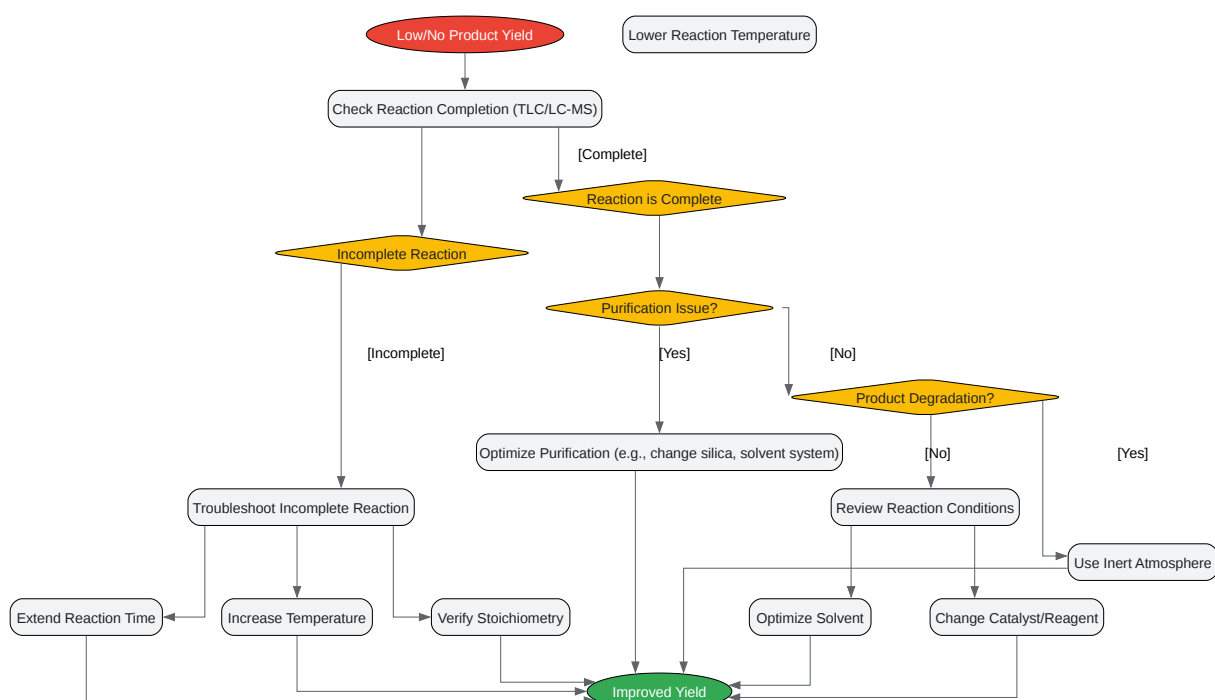 Low/No Product Yield
Lower Reaction Temperature
Check Reaction Completion (TLC/LC-MS)
[Complete]
Reaction is Complete
Incomplete Reaction
Purification Issue?
[Incomplete]
[Yes]
[No]
Product Degradation?
Optimize Purification (e.g., change silica, solvent system)
[No]
[Yes]
Troubleshoot Incomplete Reaction
Review Reaction Conditions
Use Inert Atmosphere
Extend Reaction Time
Increase Temperature
Verify Stoichiometry
Optimize Solvent
Change Catalyst/Reagent
Improved Yield